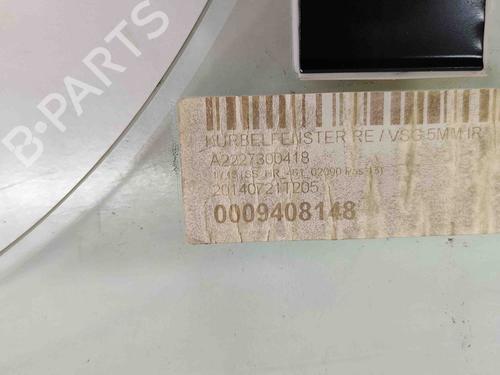 B-PARTS
KURBELFENSTER RE / VSG 5MM IR
A2227300418
20140721T205
0009408148